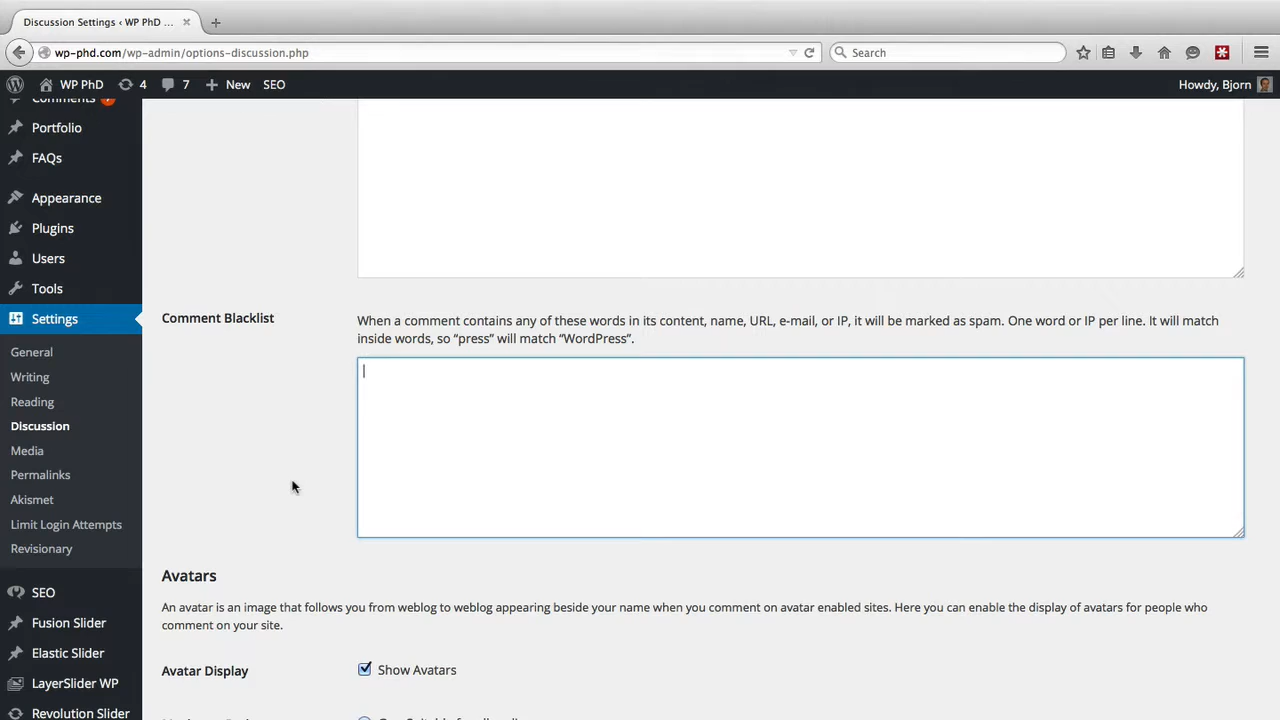 Discussion Settings ‹ WP PhD ...
wp-phd.com/wp-admin/options-discussion.php
Search
WP PhD
4
7
New
SEO
Howdy, Bjorn
Comments
Portfolio
FAQs
Appearance
Plugins
Users
Tools
Settings
General
Writing
Reading
Discussion
Media
Permalinks
Akismet
Limit Login Attempts
Revisionary
SEO
Fusion Slider
Elastic Slider
LayerSlider WP
Revolution Slider
Comment Blacklist
When a comment contains any of these words in its content, name, URL, e-mail, or IP, it will be marked as spam. One word or IP per line. It will match
inside words, so “press” will match “WordPress”.
Avatars
An avatar is an image that follows you from weblog to weblog appearing beside your name when you comment on avatar enabled sites. Here you can enable the display of avatars for people who
comment on your site.
Avatar Display
Show Avatars